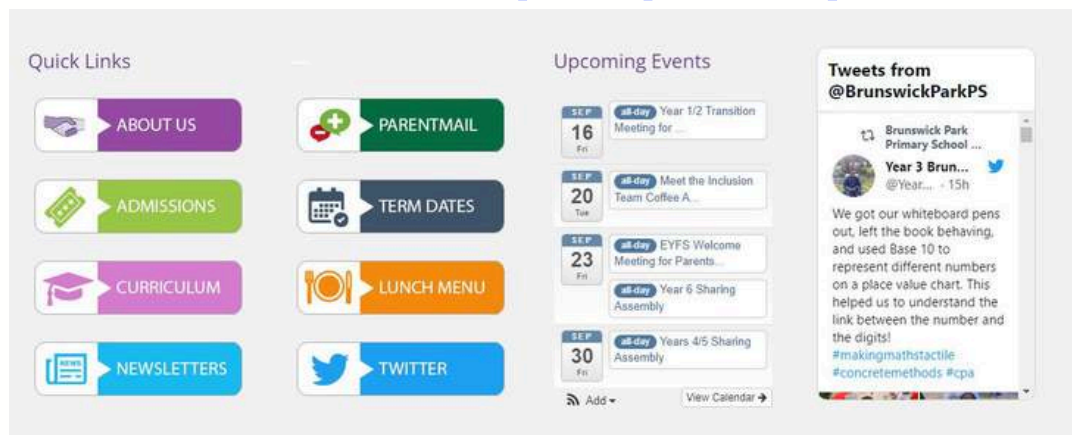 Quick Links
ABOUT US
PARENTMAIL
ADMISSIONS
TERM DATES
CURRICULUM
LUNCH MENU
NEWS
NEWSLETTERS
TWITTER
Upcoming Events
SEP
16
Fri
all-day Year 1/2 Transition
Meeting for ...
SEP
20
Tue
all-day Meet the Inclusion
Team Coffee A...
SEP
23
Fri
all-day EYFS Welcome
Meeting for Parents...
all-day Year 6 Sharing
Assembly
SEP
30
Fri
all-day Years 4/5 Sharing
Assembly
Add
View Calendar
Tweets from
@BrunswickParkPS
Brunswick Park
Primary School ...
Year 3 Brun...
@Year... · 15h
We got our whiteboard pens
out, left the book behaving,
and used Base 10 to
represent different numbers
on a place value chart. This
helped us to understand the
link between the number and
the digits!
#makingmathstactile
#concretemethods #cpa